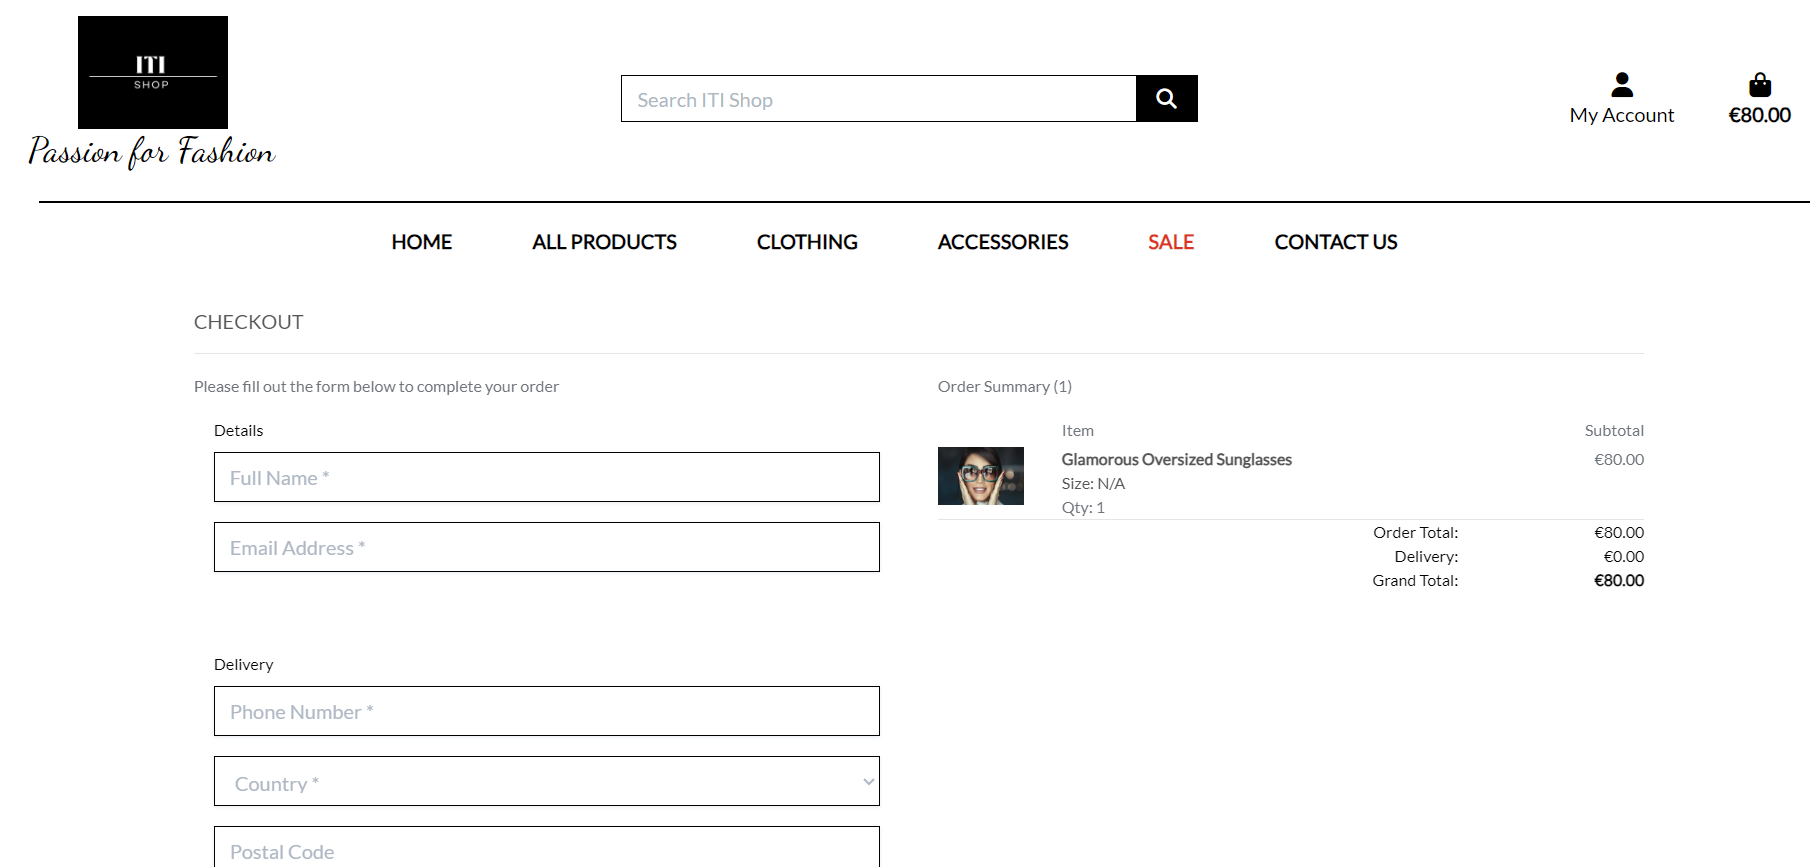 ITI
SHOP
Passion for Fashion
Search ITI Shop
My Account
€80.00
HOME
ALL PRODUCTS
CLOTHING
ACCESSORIES
SALE
CONTACT US
CHECKOUT
Please fill out the form below to complete your order
Details
Full Name *
Email Address *
Delivery
Phone Number *
Country *
Postal Code
Order Summary (1)
Item Subtotal
Glamorous Oversized Sunglasses €80.00
Size: N/A
Qty: 1
Order Total: €80.00
Delivery: €0.00
Grand Total: €80.00